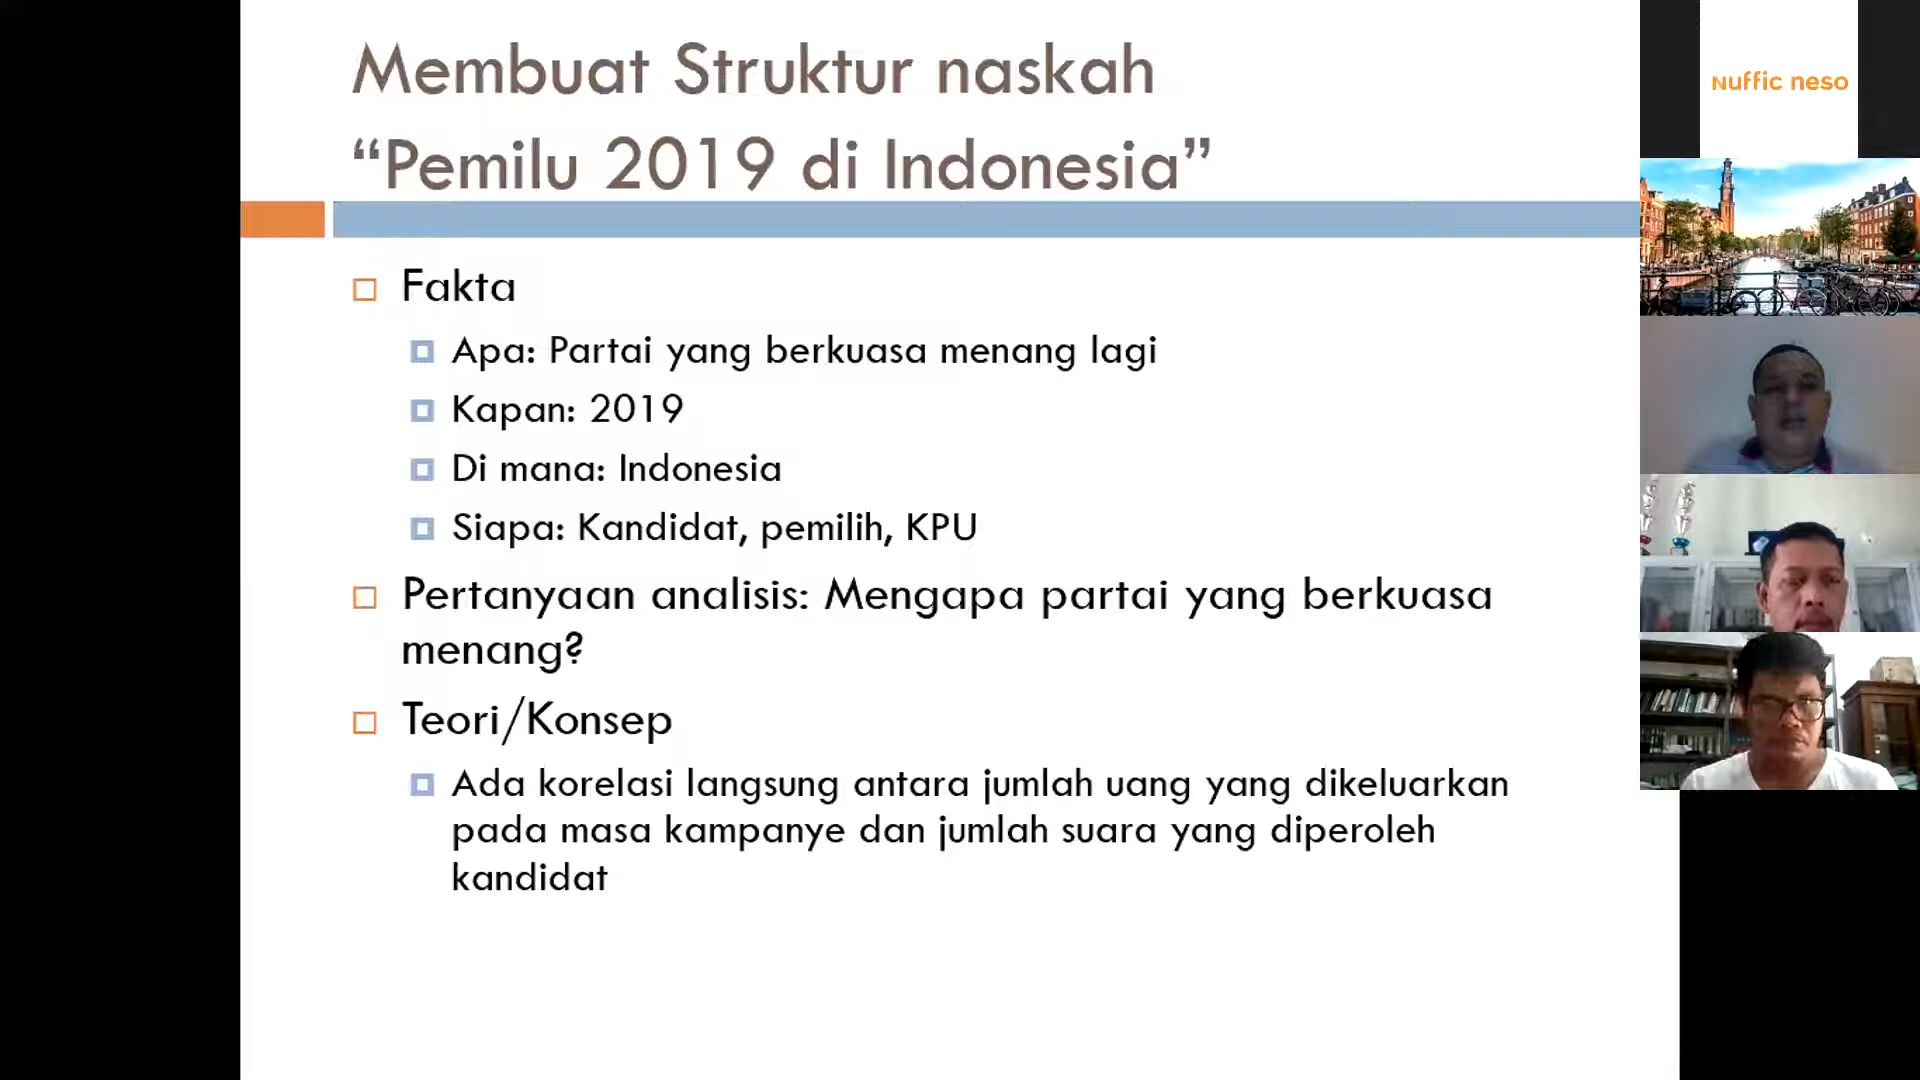 Membuat Struktur naskah
“Pemilu 2019 di Indonesia”
Fakta
Apa: Partai yang berkuasa menang lagi
Kapan: 2019
Di mana: Indonesia
Siapa: Kandidat, pemilih, KPU
Pertanyaan analisis: Mengapa partai yang berkuasa
menang?
Teori/Konsep
Ada korelasi langsung antara jumlah uang yang dikeluarkan
pada masa kampanye dan jumlah suara yang diperoleh
kandidat
Nuffic neso